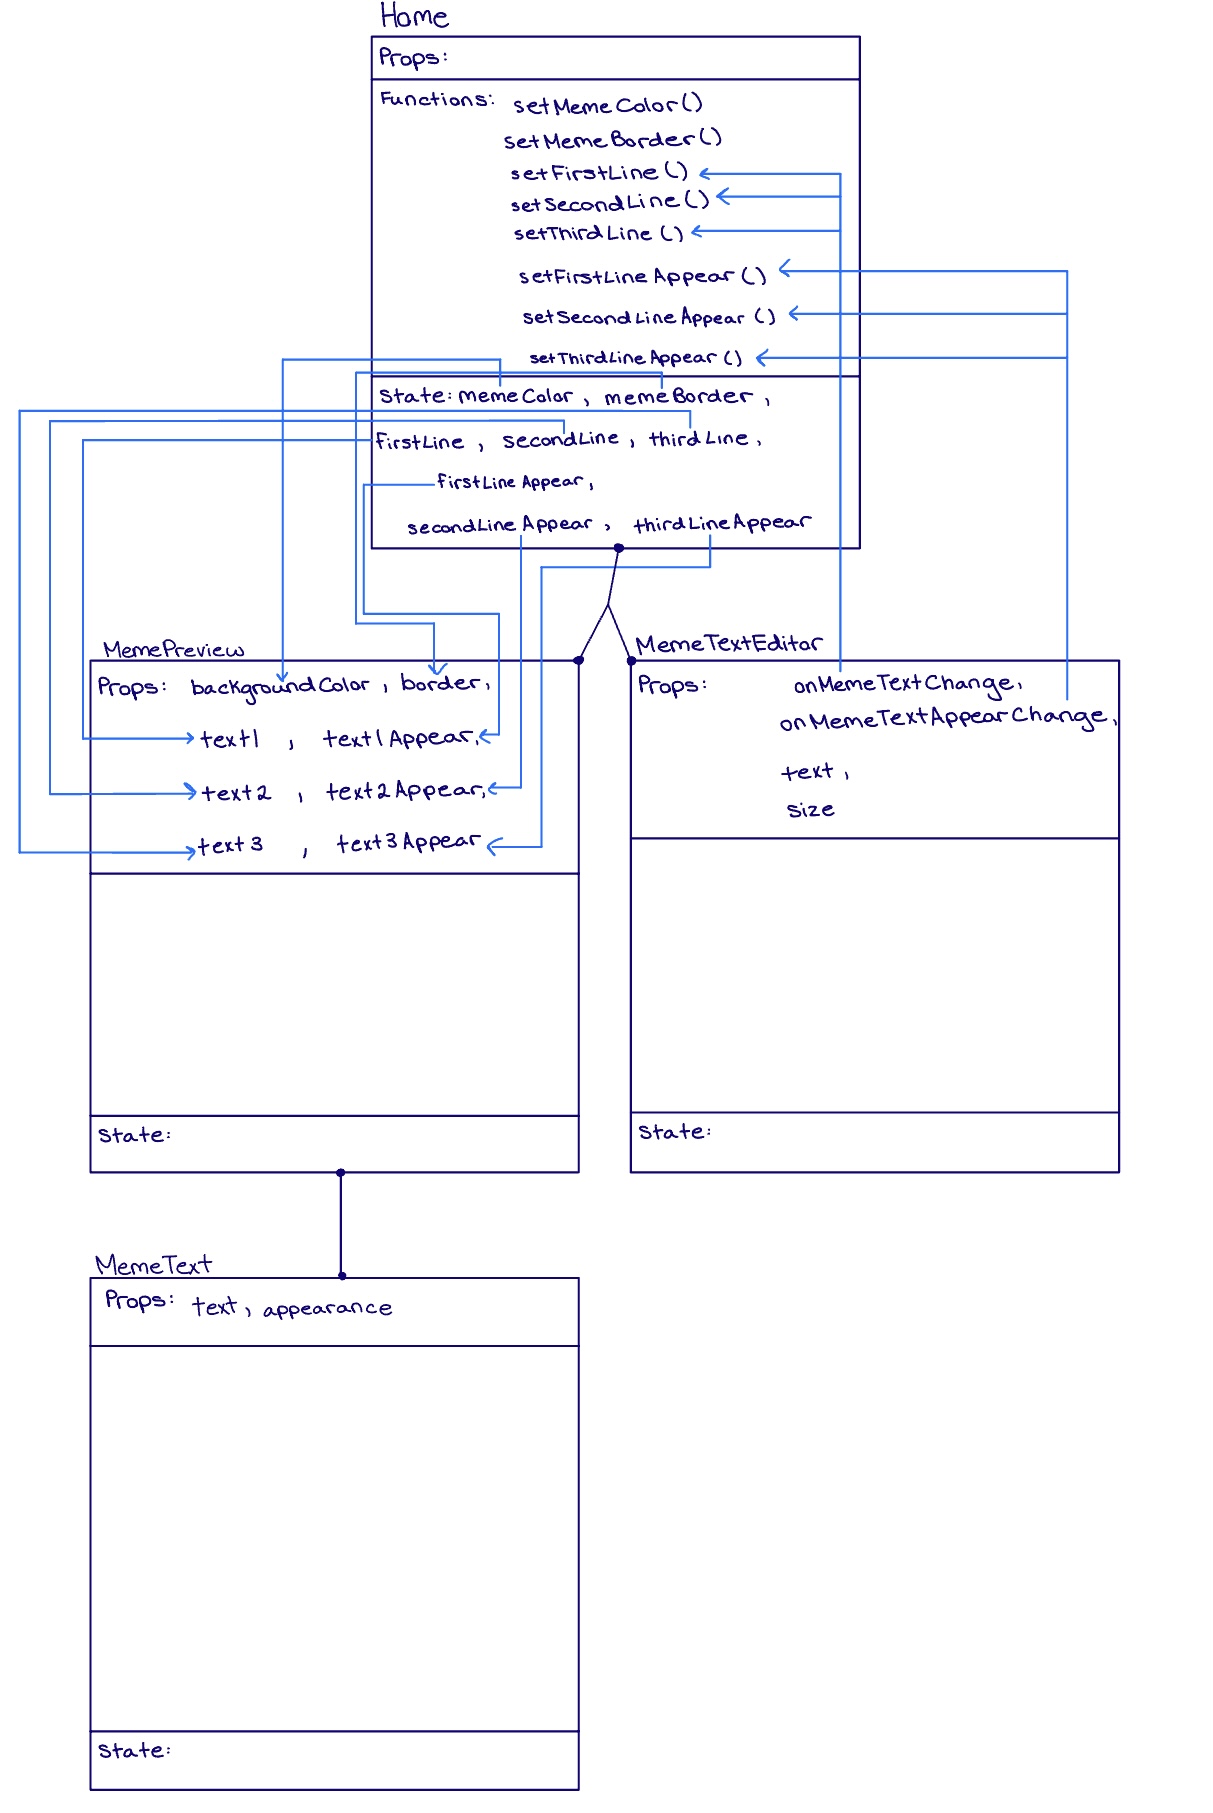 Home
Props:
Functions: setMemeColor()
setMemeBorder()
setFirstLine()
setSecondLine()
setThirdLine()
setFirstLineAppear()
setSecondLineAppear()
setThirdLineAppear()
State: memeColor, memeBorder,
firstLine, secondLine, thirdLine,
firstLineAppear,
secondLineAppear, thirdLineAppear
MemePreview
Props: backgroundColor, border,
text1, text1Appear,
text2, text2Appear,
text3, text3Appear
State:
MemeTextEditor
Props: onMemeTextChange,
onMemeTextAppearChange,
text,
size
State:
MemeText
Props: text, appearance
State: